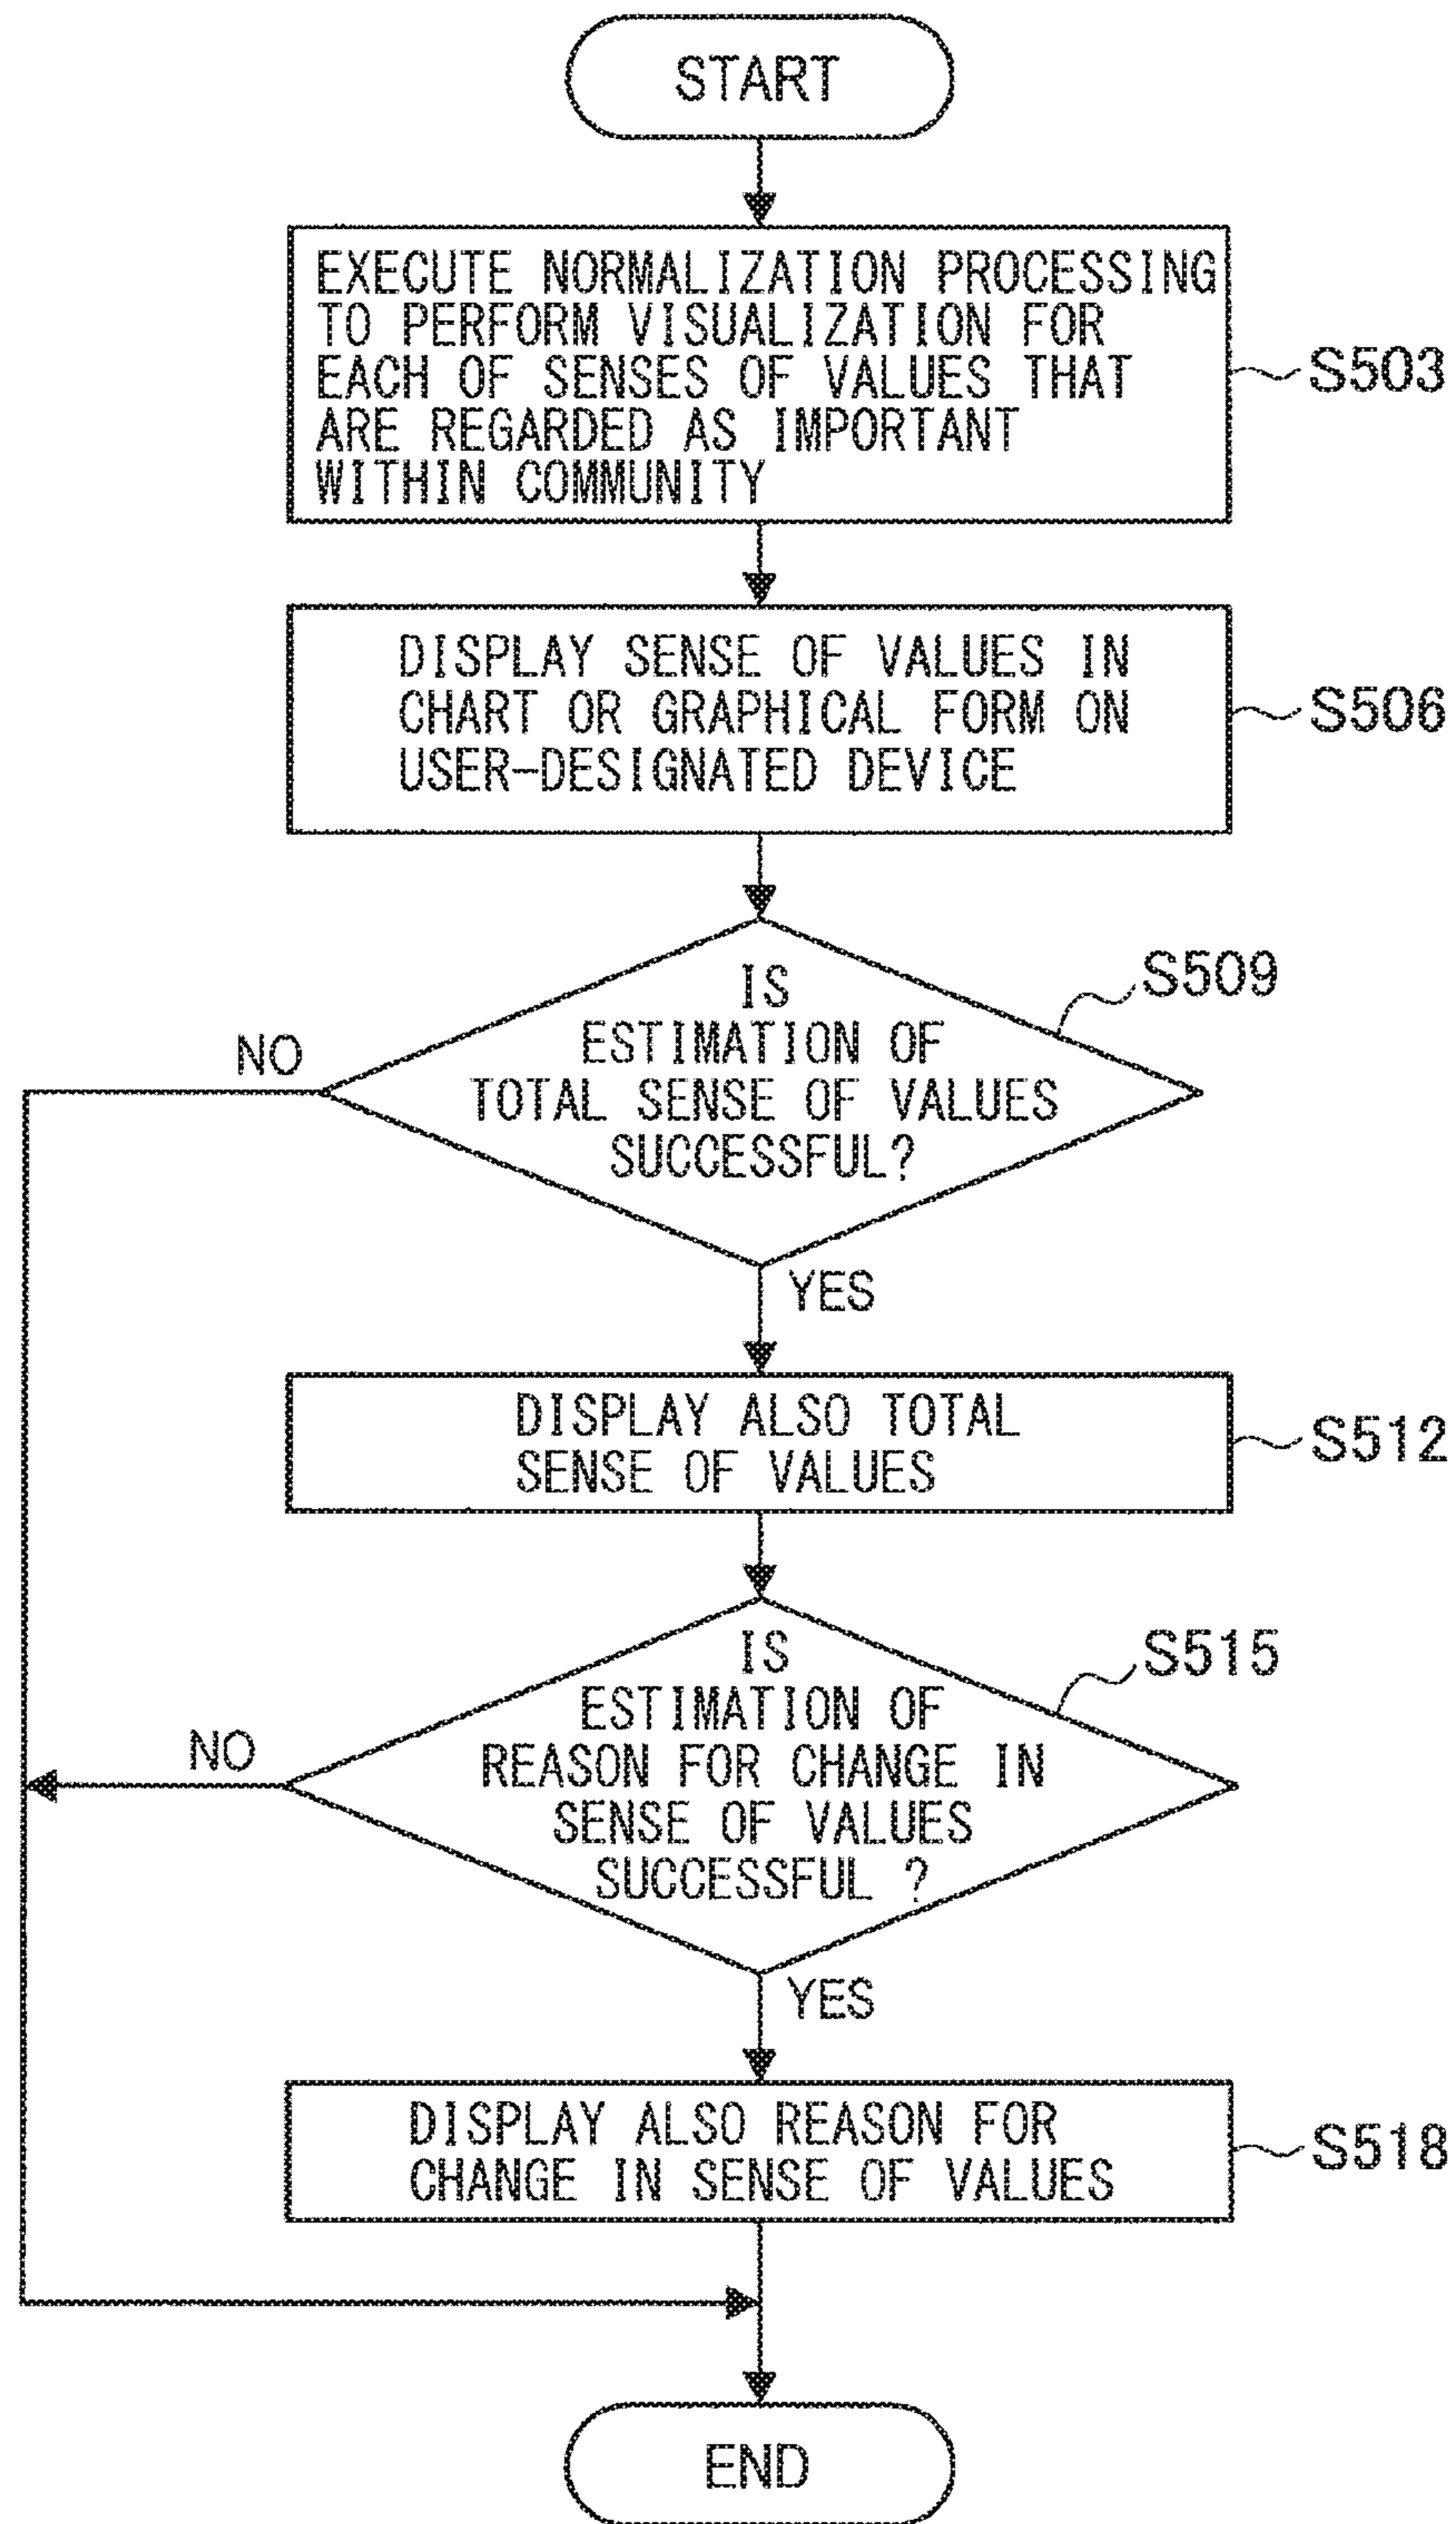 START
EXECUTE NORMALIZATION PROCESSING
TO PERFORM VISUALIZATION FOR
EACH OF SENSES OF VALUES THAT
ARE REGARDED AS IMPORTANT
WITHIN COMMUNITY
S503
DISPLAY SENSE OF VALUES IN
CHART OR GRAPHICAL FORM ON
USER-DESIGNATED DEVICE
S506
IS
ESTIMATION OF
TOTAL SENSE OF VALUES
SUCCESSFUL?
S509
NO
YES
DISPLAY ALSO TOTAL
SENSE OF VALUES
S512
IS
ESTIMATION OF
REASON FOR CHANGE IN
SENSE OF VALUES
SUCCESSFUL ?
S515
NO
YES
DISPLAY ALSO REASON FOR
CHANGE IN SENSE OF VALUES
S518
END